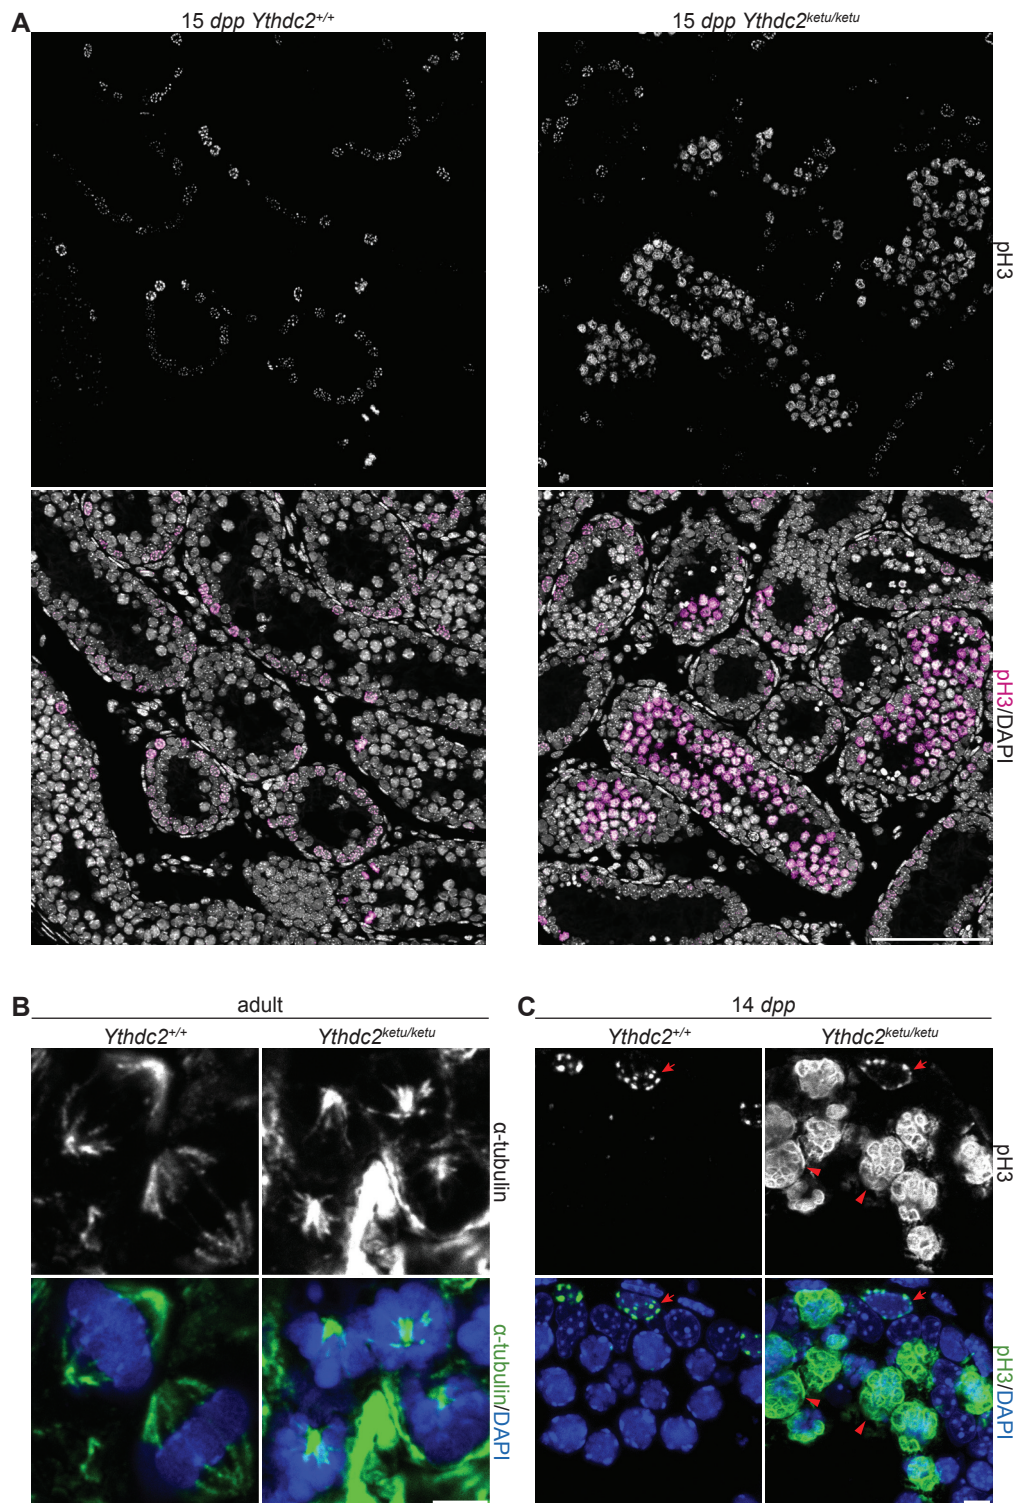 A
15 dpp Ythdc2+/+
15 dpp Ythdc2ketu/ketu
pH3
pH3/DAPI
B
adult
Ythdc2+/+
Ythdc2ketu/ketu
α-tubulin
α-tubulin/DAPI
C
14 dpp
Ythdc2+/+
Ythdc2ketu/ketu
pH3
pH3/DAPI